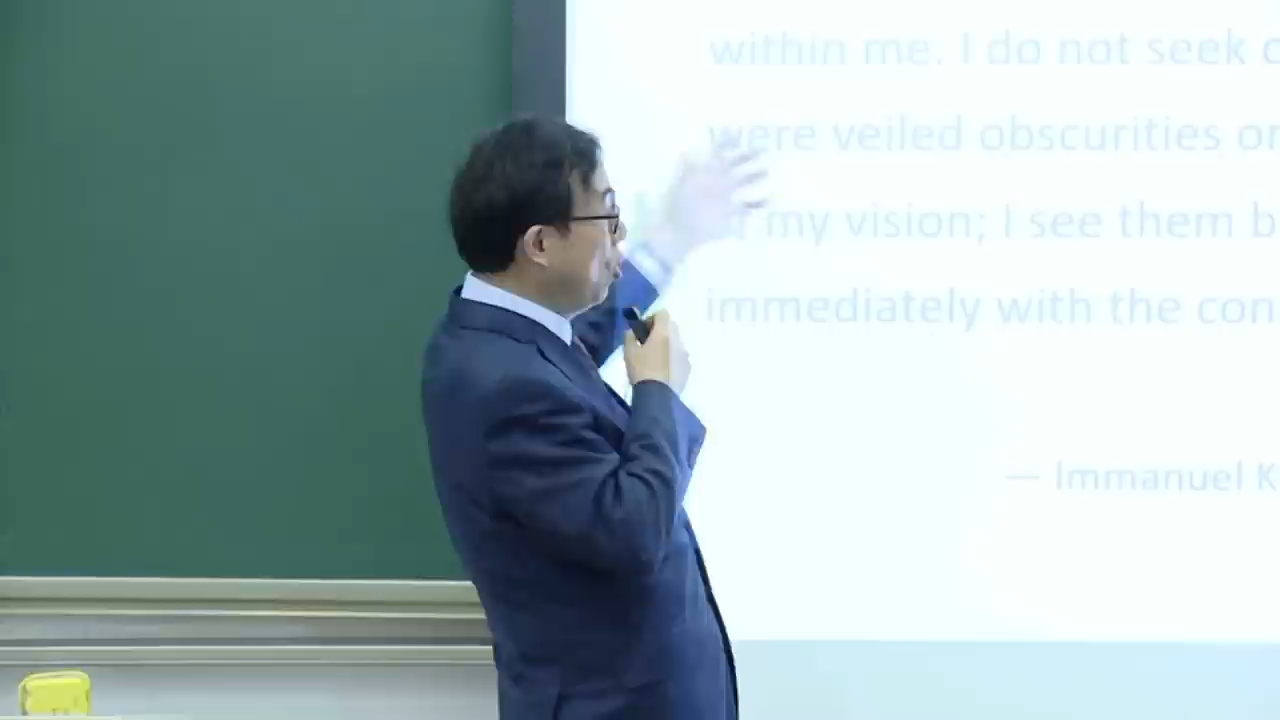 within me. I do not seek
were veiled obscurities or
my vision; I see them b
immediately with the con
— Immanuel K